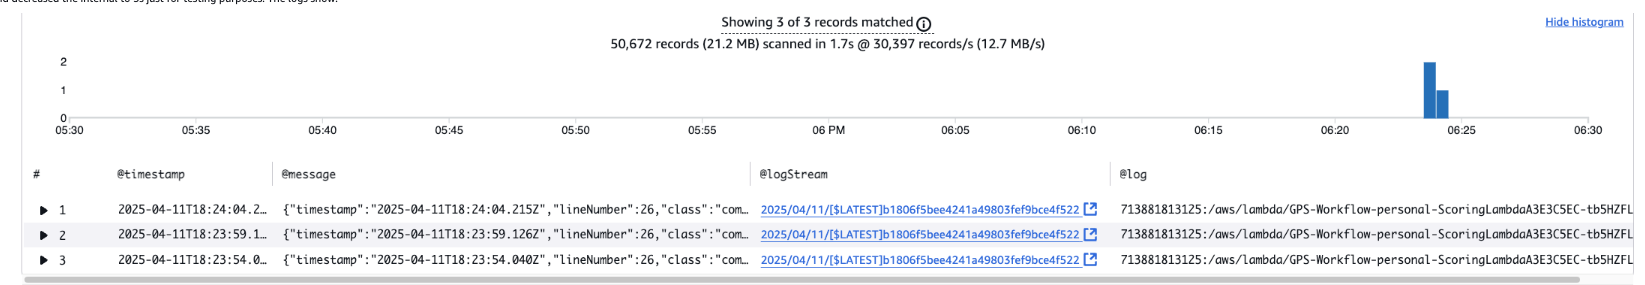 Showing 3 of 3 records matched
Hide histogram
50,672 records (21.2 MB) scanned in 1.7s @ 30,397 records/s (12.7 MB/s)
2
1
0
05:30 05:35 05:40 05:45 05:50 05:55 06 PM 06:05 06:10 06:15 06:20 06:25 06:30
# @timestamp @message @logStream @log
1 2025-04-11T18:24:04.2… {"timestamp":"2025-04-11T18:24:04.215Z","lineNumber":26,"class":"com… 2025/04/11/[$LATEST]b1806f5bee4241a49803fef9bce4f522 713881813125:/aws/lambda/GPS-Workflow-personal-ScoringLambdaA3E3C5EC-tb5HZFL
2 2025-04-11T18:23:59.1… {"timestamp":"2025-04-11T18:23:59.126Z","lineNumber":26,"class":"com… 2025/04/11/[$LATEST]b1806f5bee4241a49803fef9bce4f522 713881813125:/aws/lambda/GPS-Workflow-personal-ScoringLambdaA3E3C5EC-tb5HZFL
3 2025-04-11T18:23:54.0… {"timestamp":"2025-04-11T18:23:54.040Z","lineNumber":26,"class":"com… 2025/04/11/[$LATEST]b1806f5bee4241a49803fef9bce4f522 713881813125:/aws/lambda/GPS-Workflow-personal-ScoringLambdaA3E3C5EC-tb5HZFL